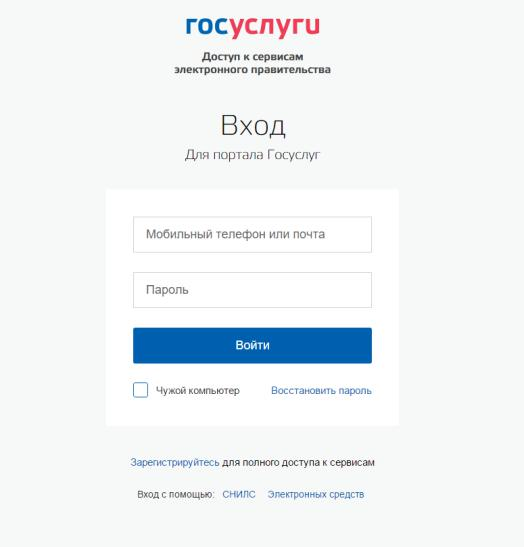 госуслуги
Доступ к сервисам
электронного правительства
Вход
Для портала Госуслуг
Мобильный телефон или почта
Пароль
Войти
Чужой компьютер Восстановить пароль
Зарегистрируйтесь для полного доступа к сервисам
Вход с помощью: СНИЛС Электронных средств